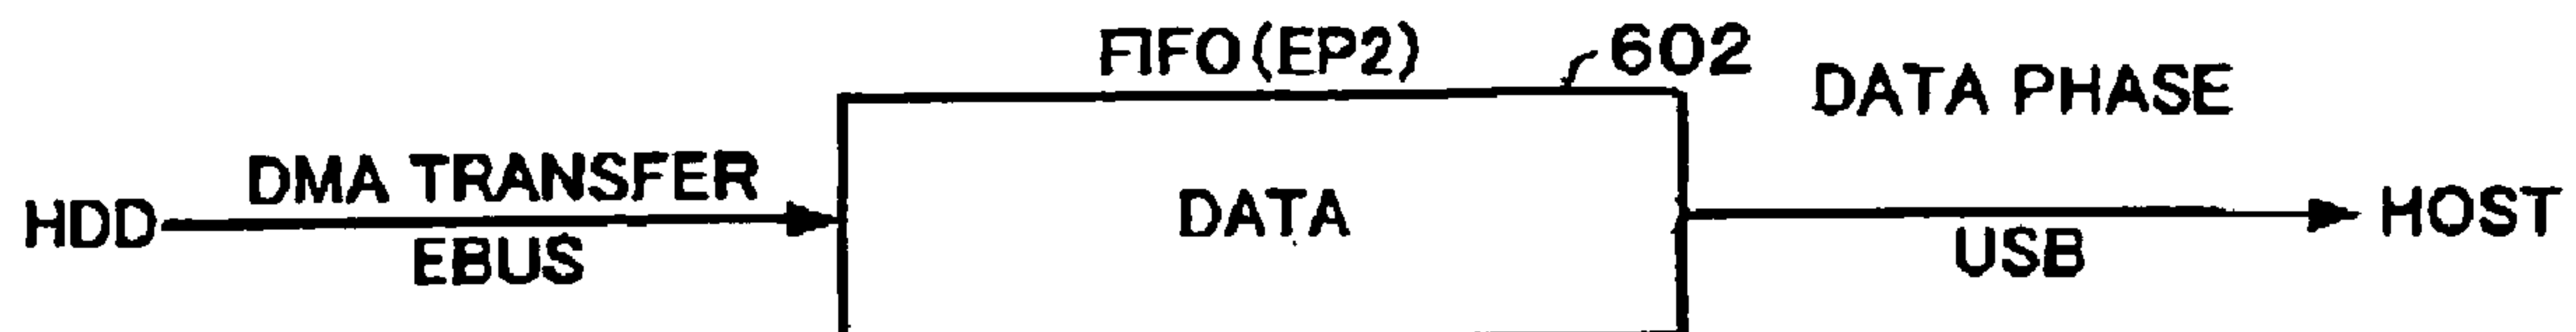 FIFO(EP2)
602
DATA PHASE
DMA TRANSFER
HDD
DATA
HOST
EBUS
USB